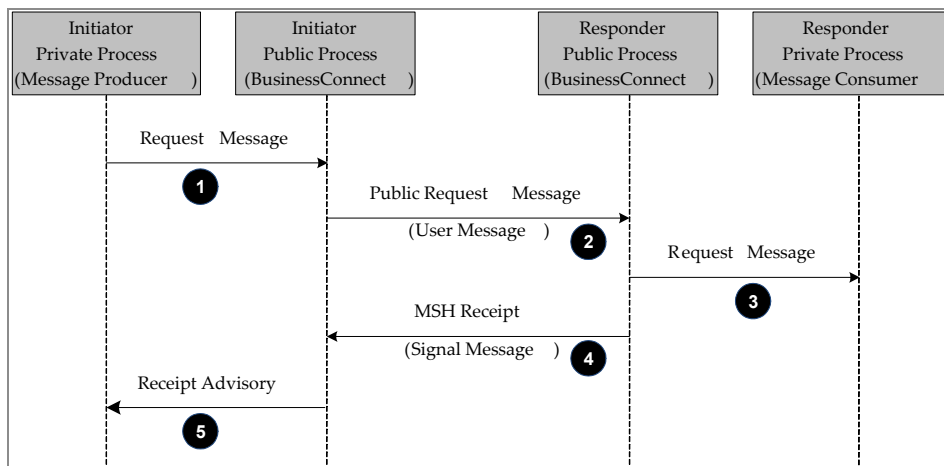 Initiator
Private Process
(Message Producer )
Initiator
Public Process
(BusinessConnect )
Responder
Public Process
(BusinessConnect )
Responder
Private Process
(Message Consumer )
Request Message
1
Public Request Message
(User Message )
2
Request Message
3
MSH Receipt
(Signal Message )
4
Receipt Advisory
5